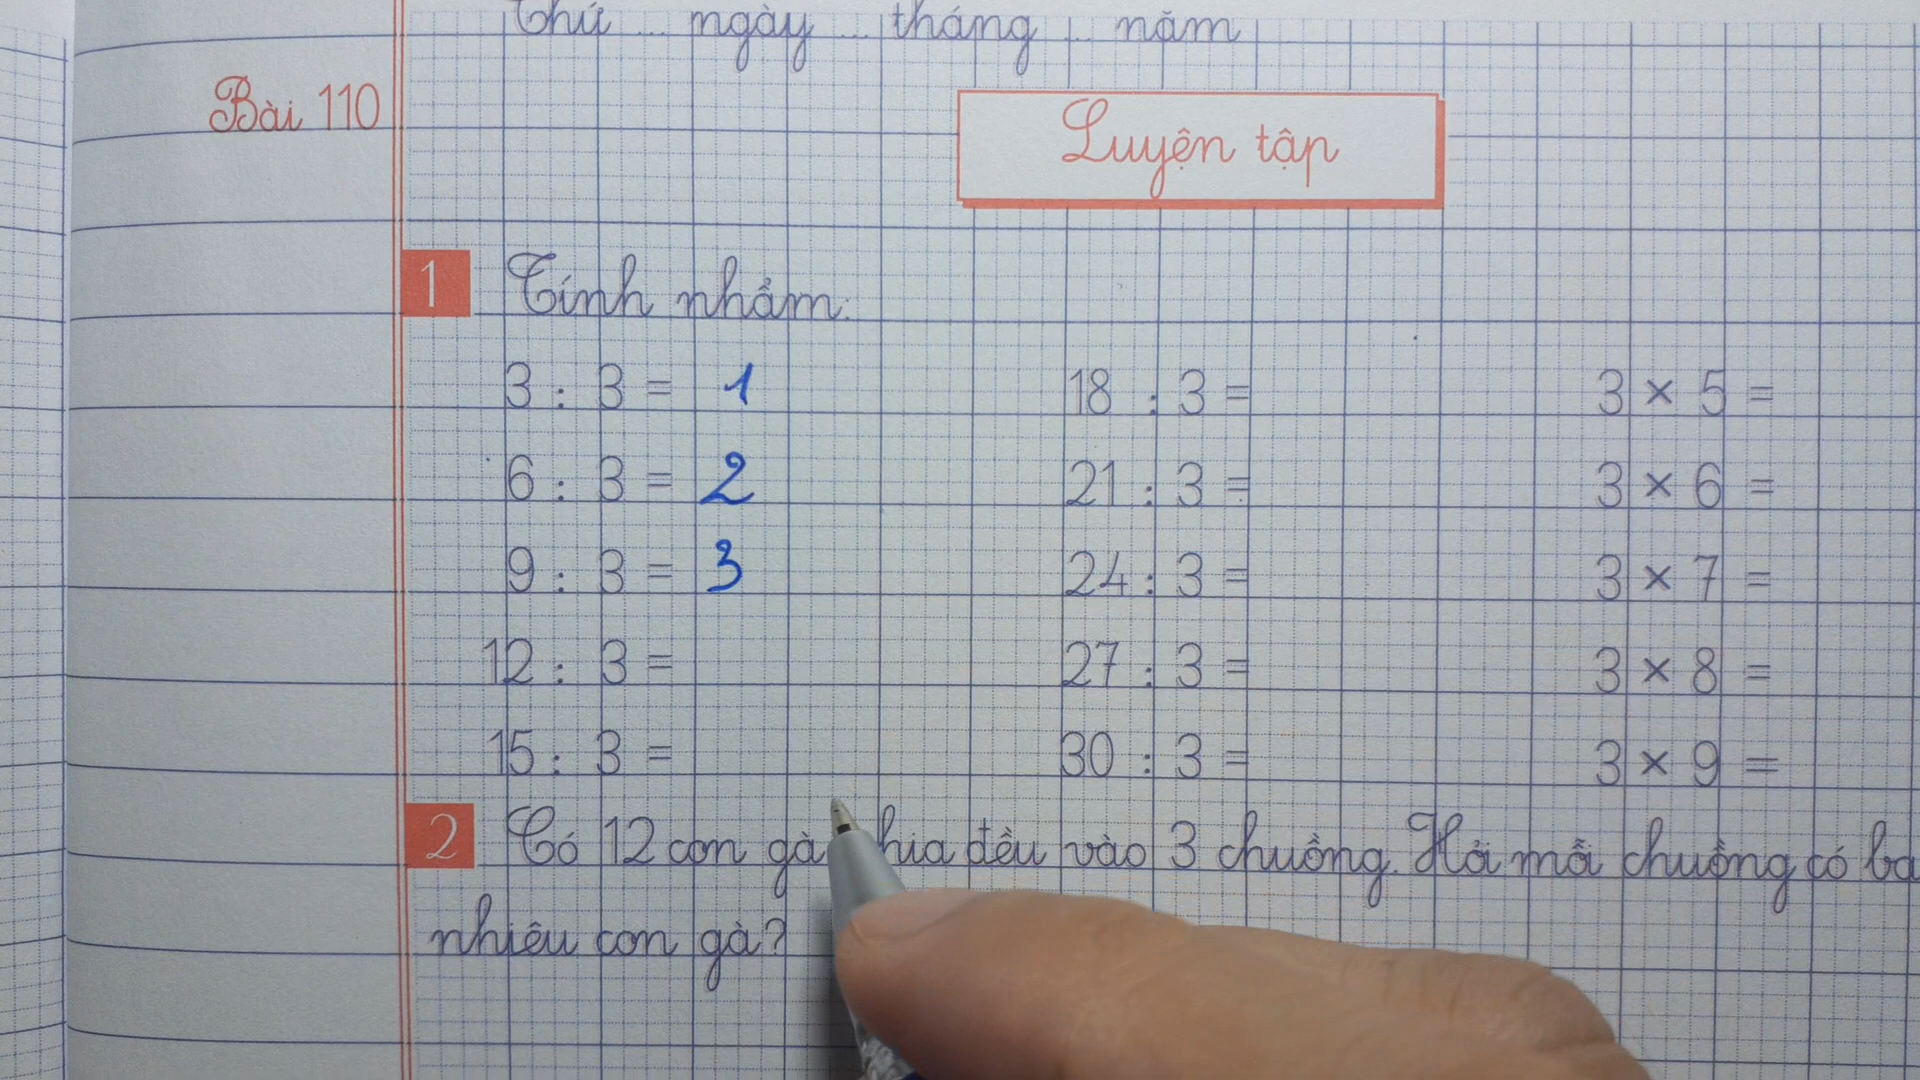 Thứ ... ngày ... tháng ... năm
Bài 110
Luyện tập
1 Tính nhẩm:
3 : 3 = 1 18 : 3 = 3 × 5 =
6 : 3 = 2 21 : 3 = 3 × 6 =
9 : 3 = 3 24 : 3 = 3 × 7 =
12 : 3 = 27 : 3 = 3 × 8 =
15 : 3 = 30 : 3 = 3 × 9 =
2 Có 12 con gà hia đều vào 3 chuồng. Hỏi mỗi chuồng có ba
nhiêu con gà?